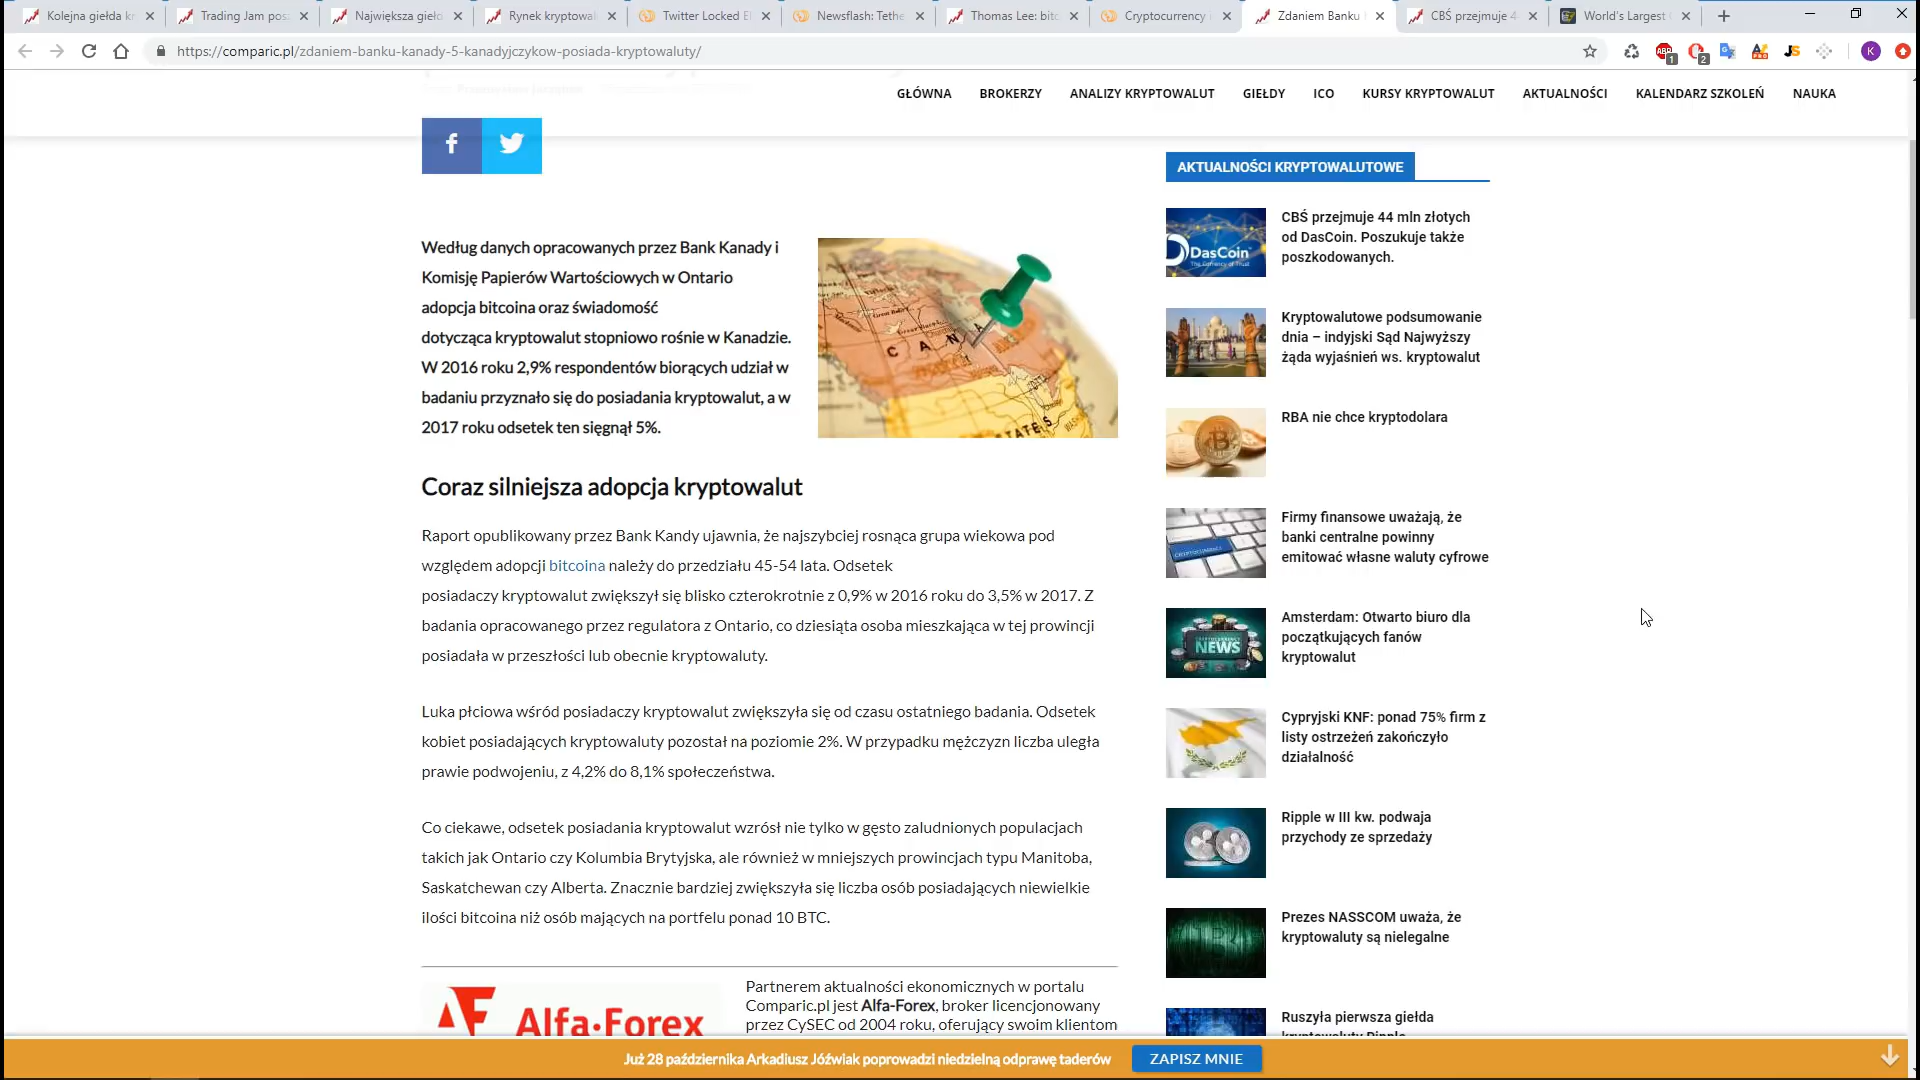 Kolejna giełda kr
Trading Jam pos
Największa giełd
Rynek kryptowal
Twitter Locked El
Newsflash: Tethe
Thomas Lee: bitc
Cryptocurrency
Zdaniem Banku
CBŚ przejmuje 4
World's Largest
https://comparic.pl/zdaniem-banku-kanady-5-kanadyjczykow-posiada-kryptowaluty/
GŁÓWNA
BROKERZY
ANALIZY KRYPTOWALUT
GIEŁDY
ICO
KURSY KRYPTOWALUT
AKTUALNOŚCI
KALENDARZ SZKOLEŃ
NAUKA
Według danych opracowanych przez Bank Kanady i
Komisję Papierów Wartościowych w Ontario
adopcja bitcoina oraz świadomość
dotycząca kryptowalut stopniowo rośnie w Kanadzie.
W 2016 roku 2,9% respondentów biorących udział w
badaniu przyznało się do posiadania kryptowalut, a w
2017 roku odsetek ten sięgnął 5%.
CANA
STATES
Coraz silniejsza adopcja kryptowalut
Raport opublikowany przez Bank Kandy ujawnia, że najszybciej rosnąca grupa wiekowa pod
względem adopcji bitcoina należy do przedziału 45-54 lata. Odsetek
posiadaczy kryptowalut zwiększył się blisko czterokrotnie z 0,9% w 2016 roku do 3,5% w 2017. Z
badania opracowanego przez regulatora z Ontario, co dziesiąta osoba mieszkająca w tej prowincji
posiadała w przeszłości lub obecnie kryptowaluty.
Luka płciowa wśród posiadaczy kryptowalut zwiększyła się od czasu ostatniego badania. Odsetek
kobiet posiadających kryptowaluty pozostał na poziomie 2%. W przypadku mężczyzn liczba uległa
prawie podwojeniu, z 4,2% do 8,1% społeczeństwa.
Co ciekawe, odsetek posiadania kryptowalut wzrósł nie tylko w gęsto zaludnionych populacjach
takich jak Ontario czy Kolumbia Brytyjska, ale również w mniejszych prowincjach typu Manitoba,
Saskatchewan czy Alberta. Znacznie bardziej zwiększyła się liczba osób posiadających niewielkie
ilości bitcoina niż osób mających na portfelu ponad 10 BTC.
Alfa-Forex
Partnerem aktualności ekonomicznych w portalu
Comparic.pl jest Alfa-Forex, broker licencjonowany
przez CySEC od 2004 roku, oferujący swoim klientom
AKTUALNOŚCI KRYPTOWALUTOWE
DasCoin
The Currency of Trust
CBŚ przejmuje 44 mln złotych
od DasCoin. Poszukuje także
poszkodowanych.
Kryptowalutowe podsumowanie
dnia – indyjski Sąd Najwyższy
żąda wyjaśnień ws. kryptowalut
RBA nie chce kryptodolara
Firmy finansowe uważają, że
banki centralne powinny
emitować własne waluty cyfrowe
NEWS
Amsterdam: Otwarto biuro dla
początkujących fanów
kryptowalut
Cypryjski KNF: ponad 75% firm z
listy ostrzeżeń zakończyło
działalność
Ripple w III kw. podwaja
przychody ze sprzedaży
Prezes NASSCOM uważa, że
kryptowaluty są nielegalne
Ruszyła pierwsza giełda
kryptowaluty Ripple
Już 28 października Arkadiusz Jóźwiak poprowadzi niedzielną odprawę taderów
ZAPISZ MNIE